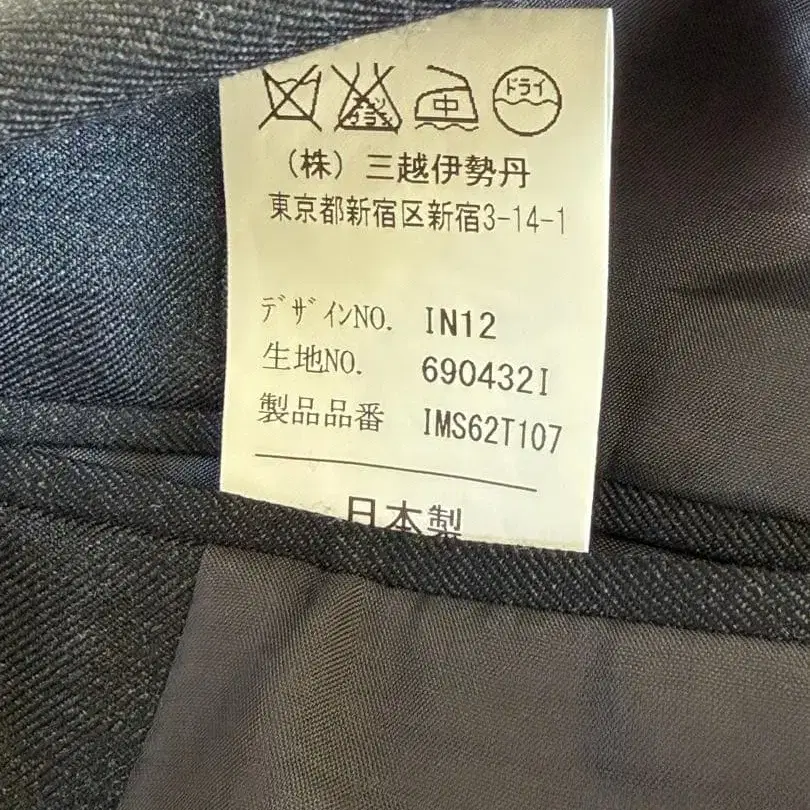 中 ドライ
（株）三越伊勢丹
東京都新宿区新宿3-14-1
ﾃﾞｻﾞｲﾝNO. IN12
生地NO. 690432I
製品品番 IMS62T107
日本製